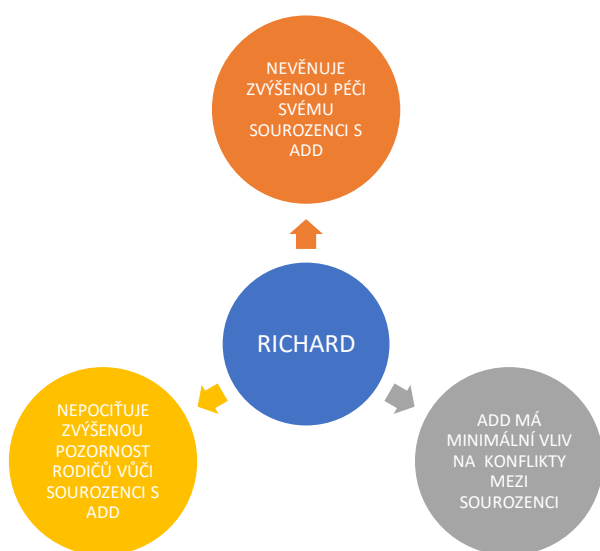 NEVĚNUJE
ZVÝŠENOU PÉČI
SVÉMU
SOUROZENCI S
ADD
RICHARD
NEPOCIŤUJE
ZVÝŠENOU
POZORNOST
RODIČŮ VŮČI
SOUROZENCI S
ADD
ADD MÁ
MINIMÁLNÍ VLIV
NA KONFLIKTY
MEZI
SOUROZENCI